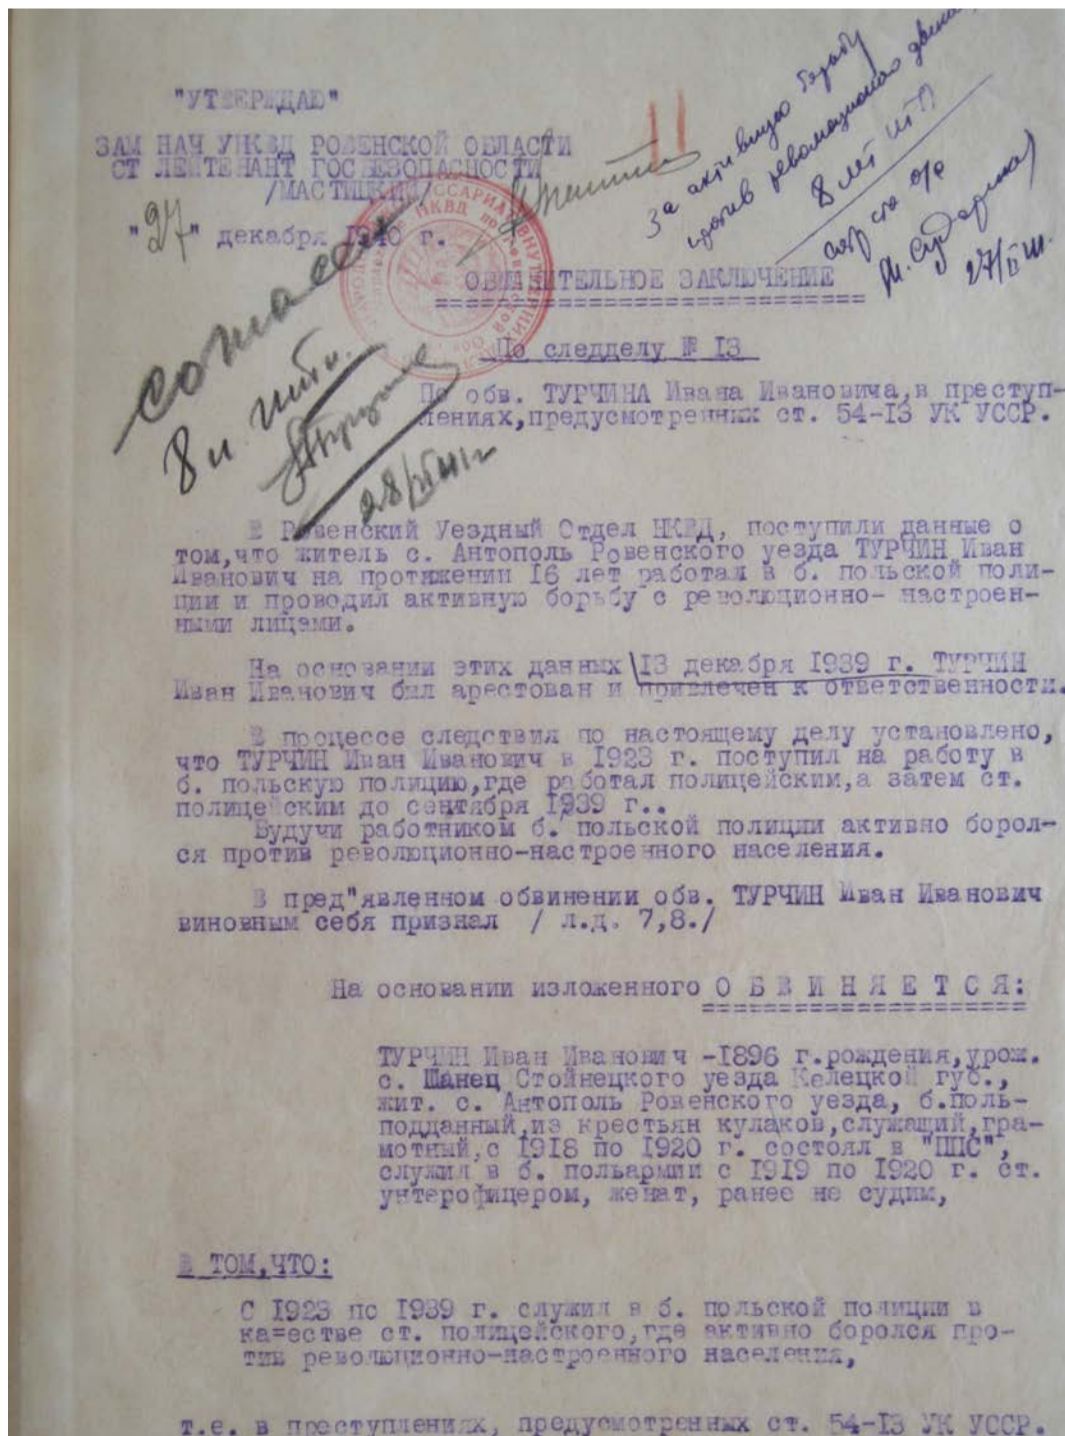 "УТВЕРЖДАЮ"
ЗАМ НАЧ УНКВД РОВЕНСКОЙ ОБЛАСТИ
СТ ЛЕЙТЕНАНТ ГОСБЕЗОПАСНОСТИ
/МАСТИЦКИЙ/
"27" декабря 1940 г.
11
За активную борьбу
против революционного
8 лет ИТЛ
27/II
согласен
8 л. итл.
ОБВИНИТЕЛЬНОЕ ЗАКЛЮЧЕНИЕ
По следделу № 13
По обв. ТУРЧИНА Ивана Ивановича,в преступ-
лениях,предусмотренних ст. 54-13 УК УССР.
В Ровенский Уездный Отдел НКВД, поступили данные о
том,что житель с. Антополь Ровенского уезда ТУРЧИН Иван
Иванович на протяжении 16 лет работал в б. польской поли-
ции и проводил активную борьбу с революционно- настроен-
ными лицами.
На основании этих данных 13 декабря 1939 г. ТУРЧИН
Иван Иванович был арестован и привлечен к ответственности.
В процессе следствия по настоящему делу установлено,
что ТУРЧИН Иван Иванович в 1923 г. поступил на работу в
б. польскую полицию,где работал полицейским,а затем ст.
полицейским до сентября 1939 г..
Будучи работником б. польской полиции активно борол-
ся против революционно-настроенного населения.
В пред"явленном обвинении обв. ТУРЧИН Иван Иванович
виновным себя признал / л.д. 7,8./
На основании изложенного О Б В И Н Я Е Т С Я:
ТУРЧИН Иван Иванович -1896 г.рождения,урож.
с. Шанец Стойнецкого уезда Келецкой губ.,
жит. с. Антополь Ровенского уезда, б.поль-
подданный,из крестьян кулаков,служащий,гра-
мотный,с 1918 по 1920 г. состоял в "ППС",
служил в б. польармии с 1919 по 1920 г. ст.
унтерофицером, женат, ранее не судим,
В ТОМ,ЧТО:
С 1923 по 1939 г. служил в б. польской полиции в
ка=естве ст. полицейского,где активно боролся про-
тив революционно-настроенного населения,
т.е. в преступлениях, предусмотренных ст. 54-13 УК УССР.